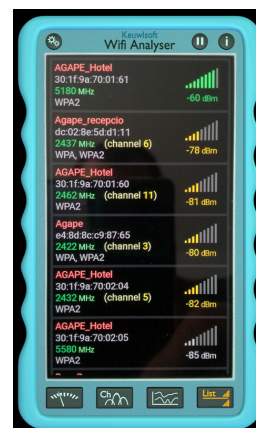 Keuwlsoft
Wifi Analyser
AGAPE_Hotel
30:1f:9a:70:01:61
5180 MHz
WPA2
-60 dBm
Agape_recepcio
dc:02:8e:5d:d1:11
2437 MHz (channel 6)
WPA, WPA2
-78 dBm
AGAPE_Hotel
30:1f:9a:70:01:60
2462 MHz (channel 11)
WPA2
-81 dBm
Agape
e4:8d:8c:c9:87:65
2422 MHz (channel 3)
WPA, WPA2
-80 dBm
AGAPE_Hotel
30:1f:9a:70:02:04
2432 MHz (channel 5)
WPA2
-82 dBm
AGAPE_Hotel
30:1f:9a:70:02:05
5580 MHz
WPA2
-85 dBm
Ch
List